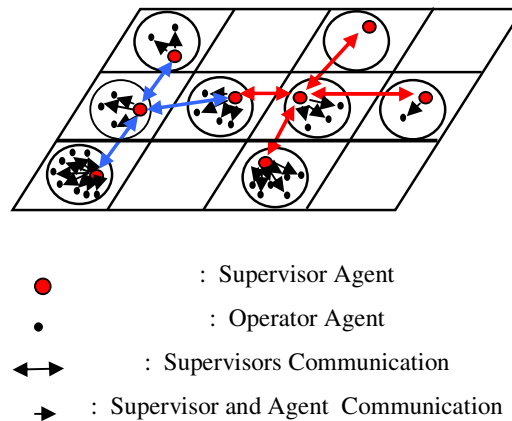 : Supervisor Agent
: Operator Agent
: Supervisors Communication
: Supervisor and Agent Communication